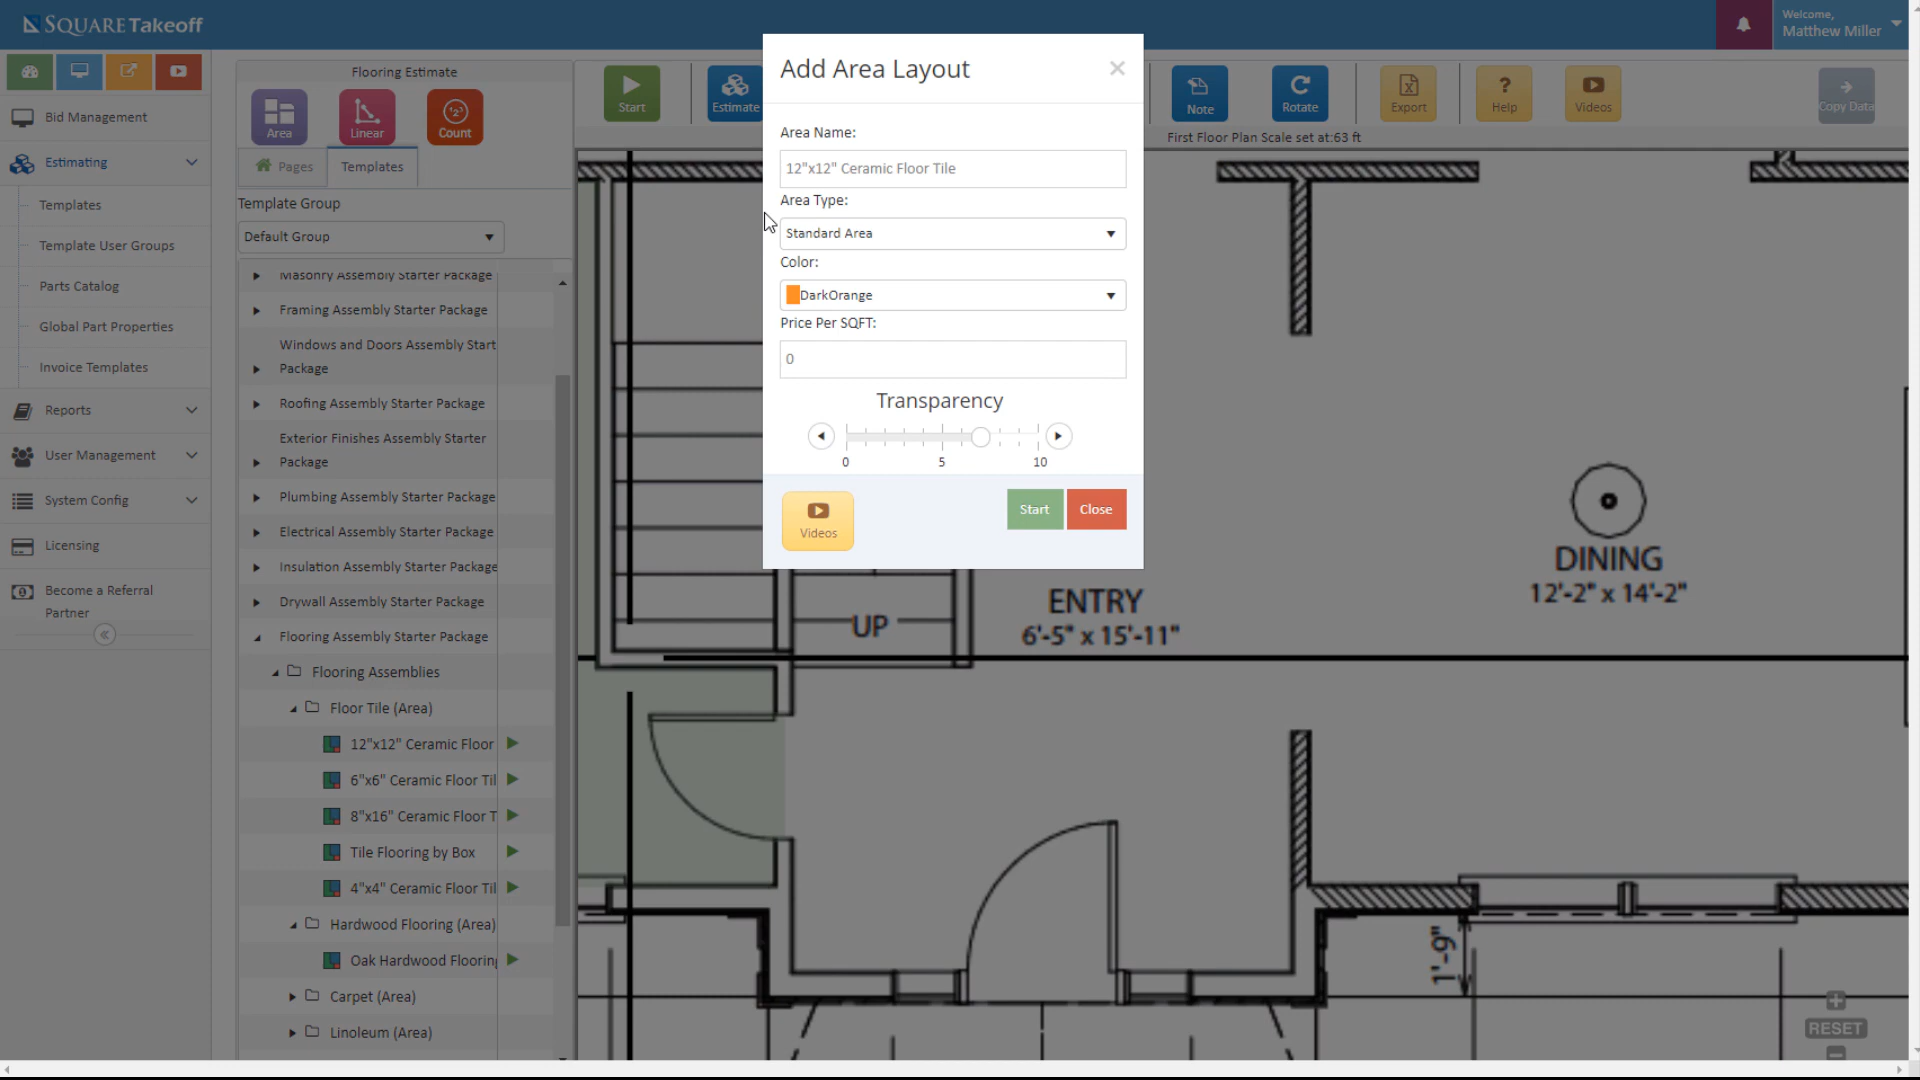 SQUARETakeoff
Welcome,
Matthew Miller
Bid Management
Estimating
Templates
Template User Groups
Parts Catalog
Global Part Properties
Invoice Templates
Reports
User Management
System Config
Licensing
Become a Referral
Partner
Flooring Estimate
Area
Linear
Count
Pages
Templates
Template Group
Default Group
Masonry Assembly Starter Package
Framing Assembly Starter Package
Windows and Doors Assembly Start
Package
Roofing Assembly Starter Package
Exterior Finishes Assembly Starter
Package
Plumbing Assembly Starter Package
Electrical Assembly Starter Package
Insulation Assembly Starter Package
Drywall Assembly Starter Package
Flooring Assembly Starter Package
Flooring Assemblies
Floor Tile (Area)
12"x12" Ceramic Floor
6"x6" Ceramic Floor Til
8"x16" Ceramic Floor T
Tile Flooring by Box
4"x4" Ceramic Floor Til
Hardwood Flooring (Area)
Oak Hardwood Flooring
Carpet (Area)
Linoleum (Area)
Start
Estimate
Note
Rotate
Export
Help
Videos
Copy Data
First Floor Plan Scale set at:63 ft
Add Area Layout
Area Name:
12"x12" Ceramic Floor Tile
Area Type:
Standard Area
Color:
DarkOrange
Price Per SQFT:
0
Transparency
0 5 10
Videos
Start
Close
UP
ENTRY
6'-5" x 15'-11"
DINING
12'-2" x 14'-2"
1'-9"
RESET